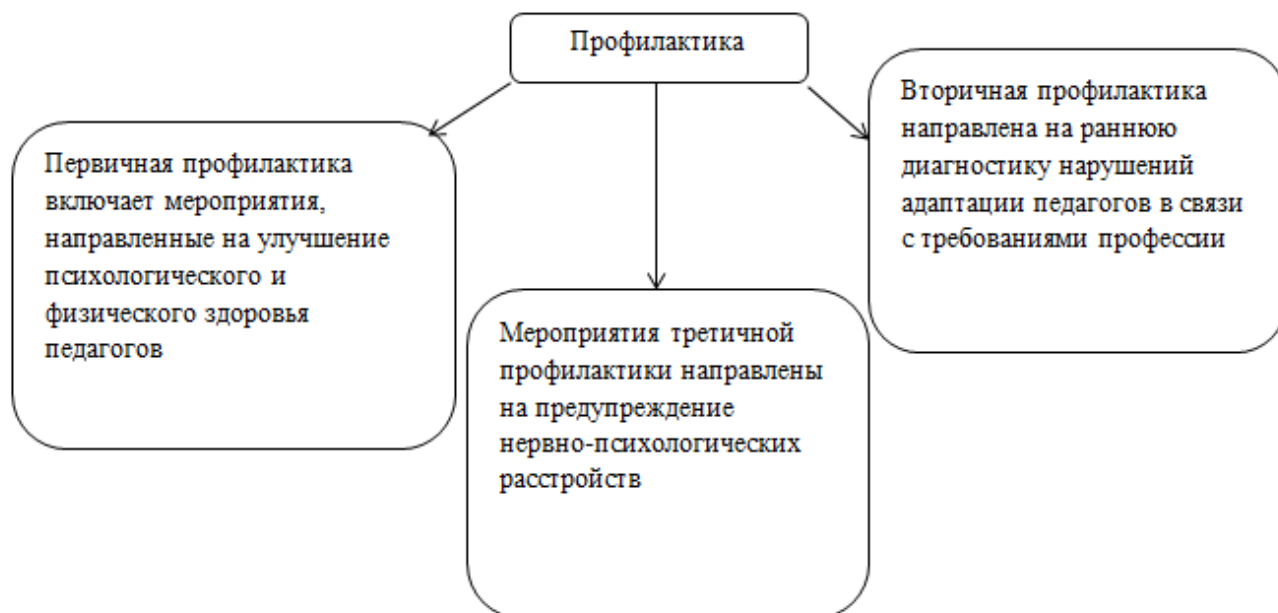 Профилактика
Первичная профилактика
включает мероприятия,
направленные на улучшение
психологического и
физического здоровья
педагогов
Мероприятия третичной
профилактики направлены
на предупреждение
нервно-психологических
расстройств
Вторичная профилактика
направлена на раннюю
диагностику нарушений
адаптации педагогов в связи
с требованиями профессии